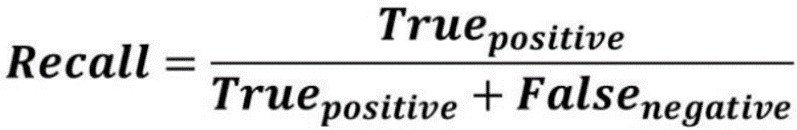 Recall = True_positive / (True_positive + False_negative)